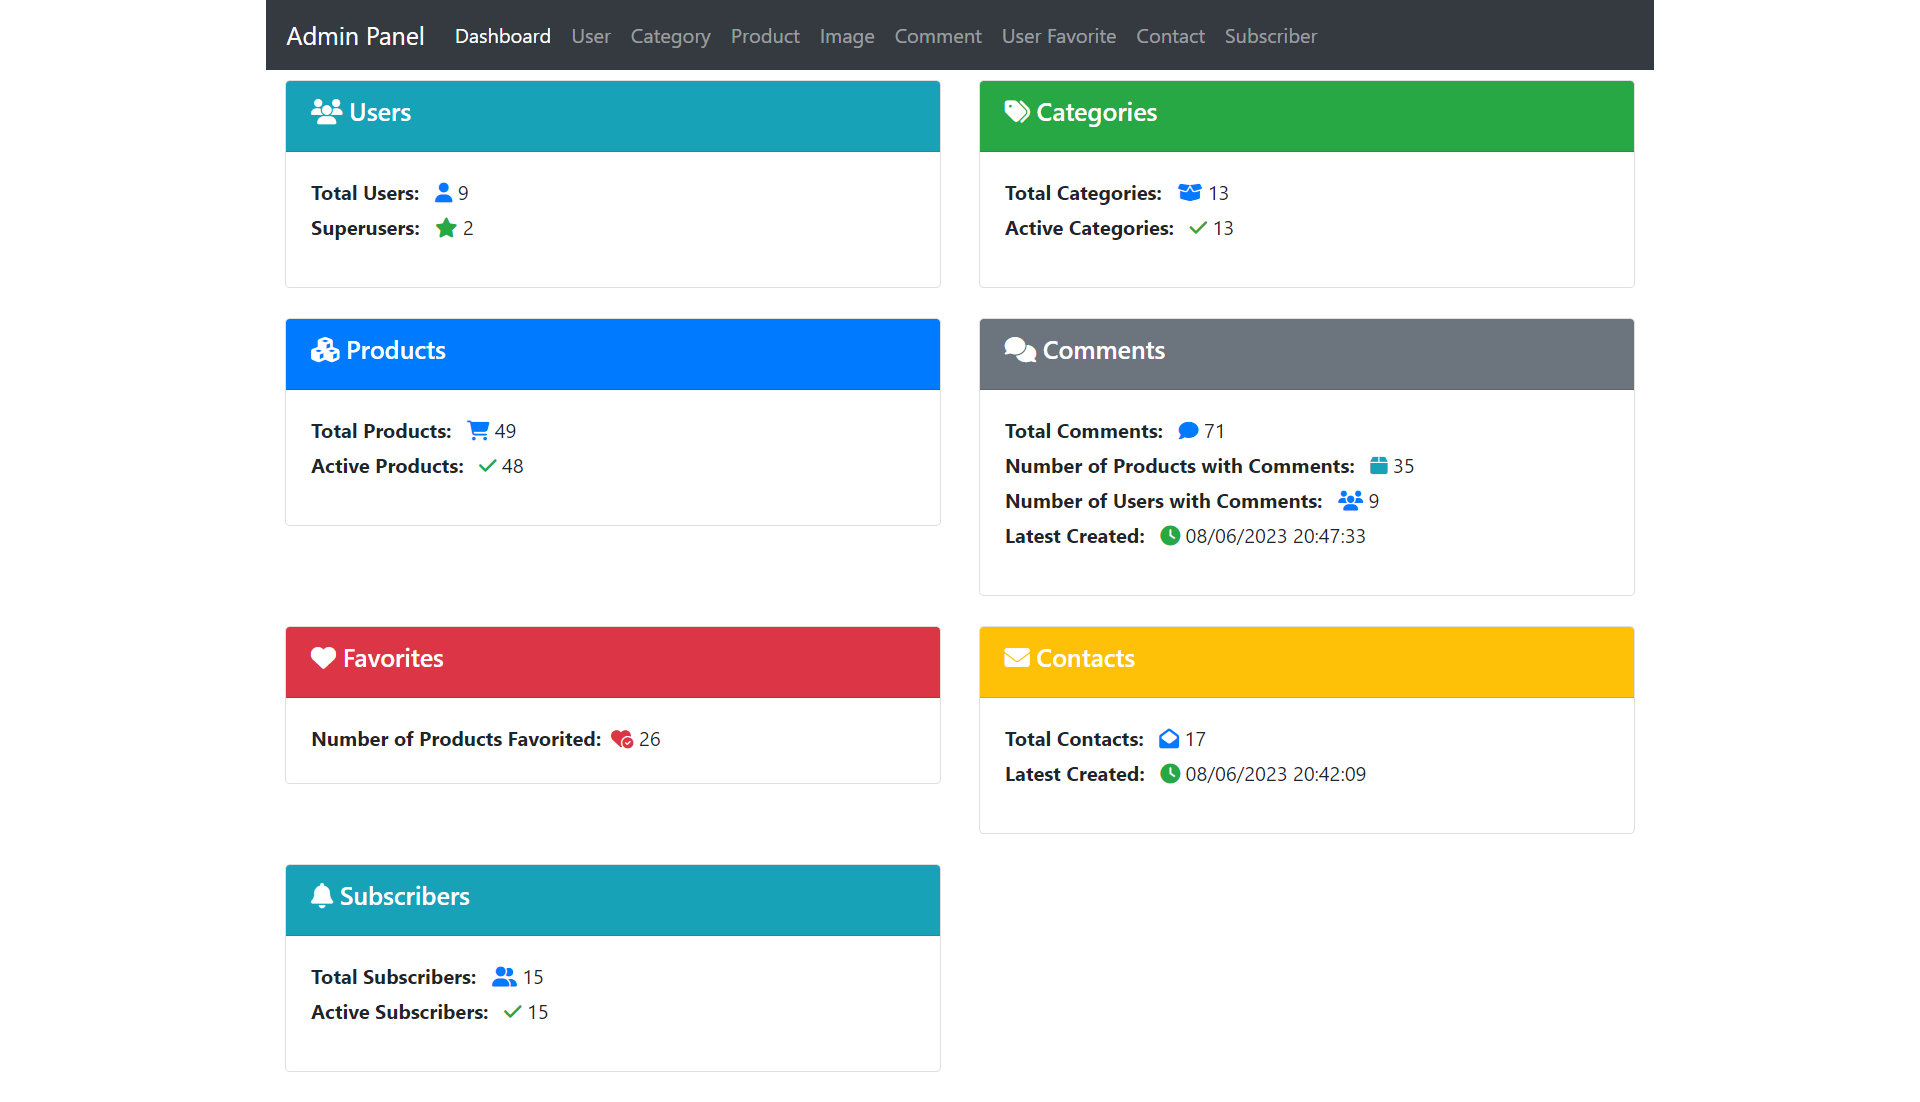 Admin Panel Dashboard User Category Product Image Comment User Favorite Contact Subscriber
Users
Total Users: 9
Superusers: 2
Categories
Total Categories: 13
Active Categories: 13
Products
Total Products: 49
Active Products: 48
Comments
Total Comments: 71
Number of Products with Comments: 35
Number of Users with Comments: 9
Latest Created: 08/06/2023 20:47:33
Favorites
Number of Products Favorited: 26
Contacts
Total Contacts: 17
Latest Created: 08/06/2023 20:42:09
Subscribers
Total Subscribers: 15
Active Subscribers: 15